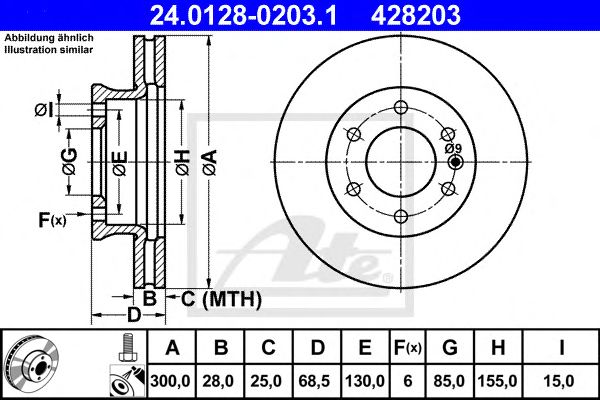 24.0128-0203.1 428203
Abbildung ähnlich
Illustration similar
ØI
ØG
ØE
ØH
ØA
F(x)
B
C (MTH)
D
Ø9
Ate
A B C D E F(x) G H I
300,0 28,0 25,0 68,5 130,0 6 85,0 155,0 15,0